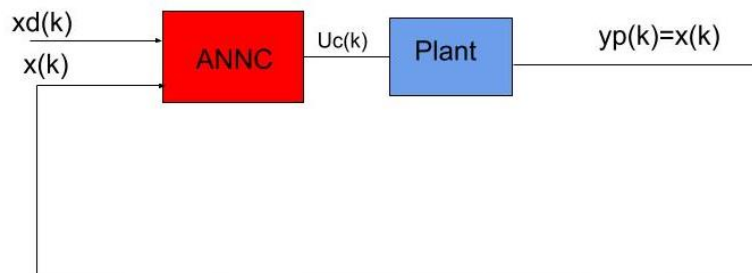 xd(k)
x(k)
ANNC
Uc(k)
Plant
yp(k)=x(k)